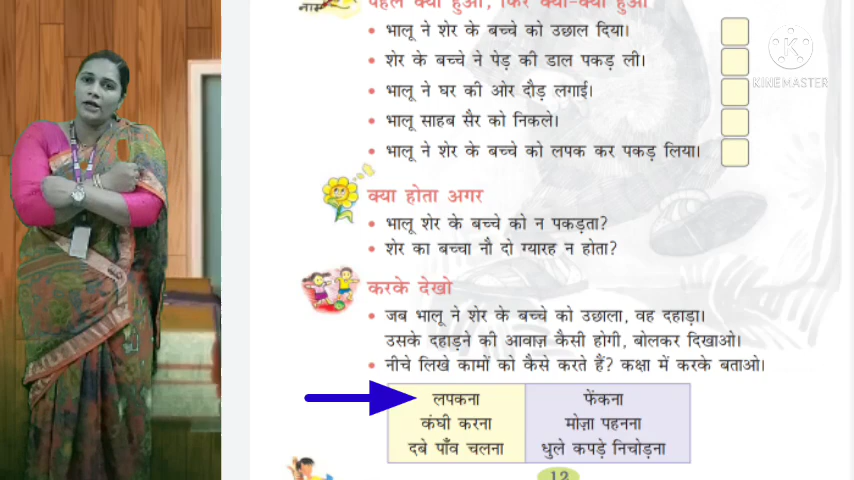 पहले क्या हुआ, फिर क्या-क्या हुआ
• भालू ने शेर के बच्चे को उछाल दिया।
• शेर के बच्चे ने पेड़ की डाल पकड़ ली।
• भालू ने घर की ओर दौड़ लगाई।
• भालू साहब सैर को निकले।
• भालू ने शेर के बच्चे को लपक कर पकड़ लिया।
KINEMASTER
क्या होता अगर
• भालू शेर के बच्चे को न पकड़ता?
• शेर का बच्चा नौ दो ग्यारह न होता?
करके देखो
• जब भालू ने शेर के बच्चे को उछाला, वह दहाड़ा।
उसके दहाड़ने की आवाज़ कैसी होगी, बोलकर दिखाओ।
• नीचे लिखे कामों को कैसे करते हैं? कक्षा में करके बताओ।
लपकना फेंकना
कंघी करना मोज़ा पहनना
दबे पाँव चलना धुले कपड़े निचोड़ना
12